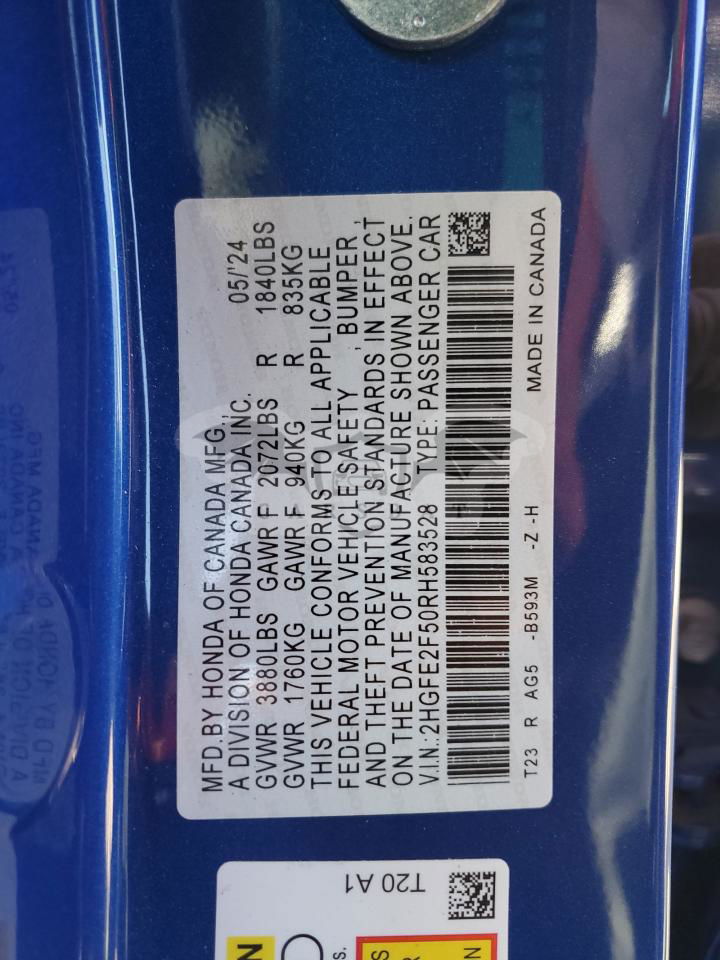 MFD.BY HONDA OF CANADA MFG.,
A DIVISION OF HONDA CANADA INC. 05/'24
GVWR 3880LBS GAWR F 2072LBS R 1840LBS
GVWR 1760KG GAWR F 940KG R 835KG
THIS VEHICLE CONFORMS TO ALL APPLICABLE
FEDERAL MOTOR VEHICLE SAFETY , BUMPER ,
AND THEFT PREVENTION STANDARDS IN EFFECT
ON THE DATE OF MANUFACTURE SHOWN ABOVE.
V.I.N.:2HGFE2F50RH583528 TYPE: PASSENGER CAR
T23 R AG5 -B593M -Z -H MADE IN CANADA
T20 A1